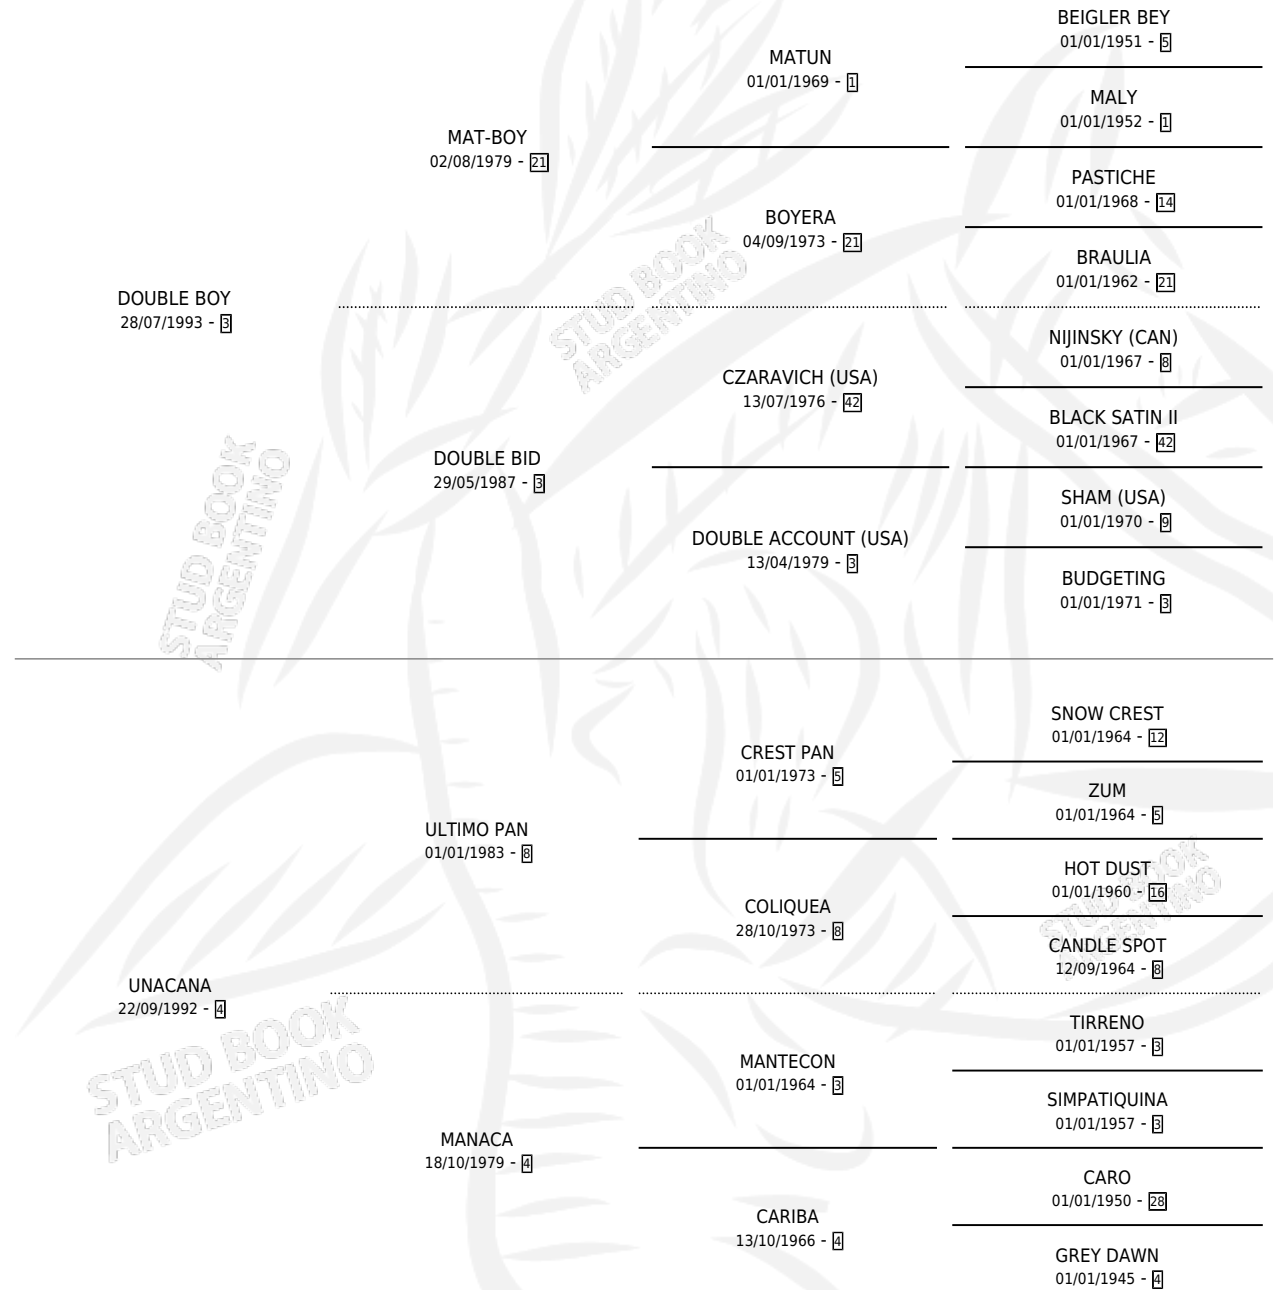 BEIGLER BEY
01/01/1951 - 5
MATUN
01/01/1969 - 1
MALY
01/01/1952 - 1
MAT-BOY
02/08/1979 - 21
PASTICHE
01/01/1968 - 14
BOYERA
04/09/1973 - 21
BRAULIA
01/01/1962 - 21
DOUBLE BOY
28/07/1993 - 3
NIJINSKY (CAN)
01/01/1967 - 8
CZARAVICH (USA)
13/07/1976 - 42
BLACK SATIN II
01/01/1967 - 42
DOUBLE BID
29/05/1987 - 3
SHAM (USA)
01/01/1970 - 9
DOUBLE ACCOUNT (USA)
13/04/1979 - 3
BUDGETING
01/01/1971 - 3
STUD BOOK
ARGENTINO
STUD BOOK
ARGENTINO
SNOW CREST
01/01/1964 - 12
CREST PAN
01/01/1973 - 5
ZUM
01/01/1964 - 5
ULTIMO PAN
01/01/1983 - 8
HOT DUST
01/01/1960 - 16
COLIQUEA
28/10/1973 - 8
CANDLE SPOT
12/09/1964 - 8
UNACANA
22/09/1992 - 4
TIRRENO
01/01/1957 - 3
MANTECON
01/01/1964 - 3
SIMPATIQUINA
01/01/1957 - 3
MANACA
18/10/1979 - 4
CARO
01/01/1950 - 28
CARIBA
13/10/1966 - 4
GREY DAWN
01/01/1945 - 4
STUD BOOK
ARGENTINO
STUD BOOK
ARGENTINO